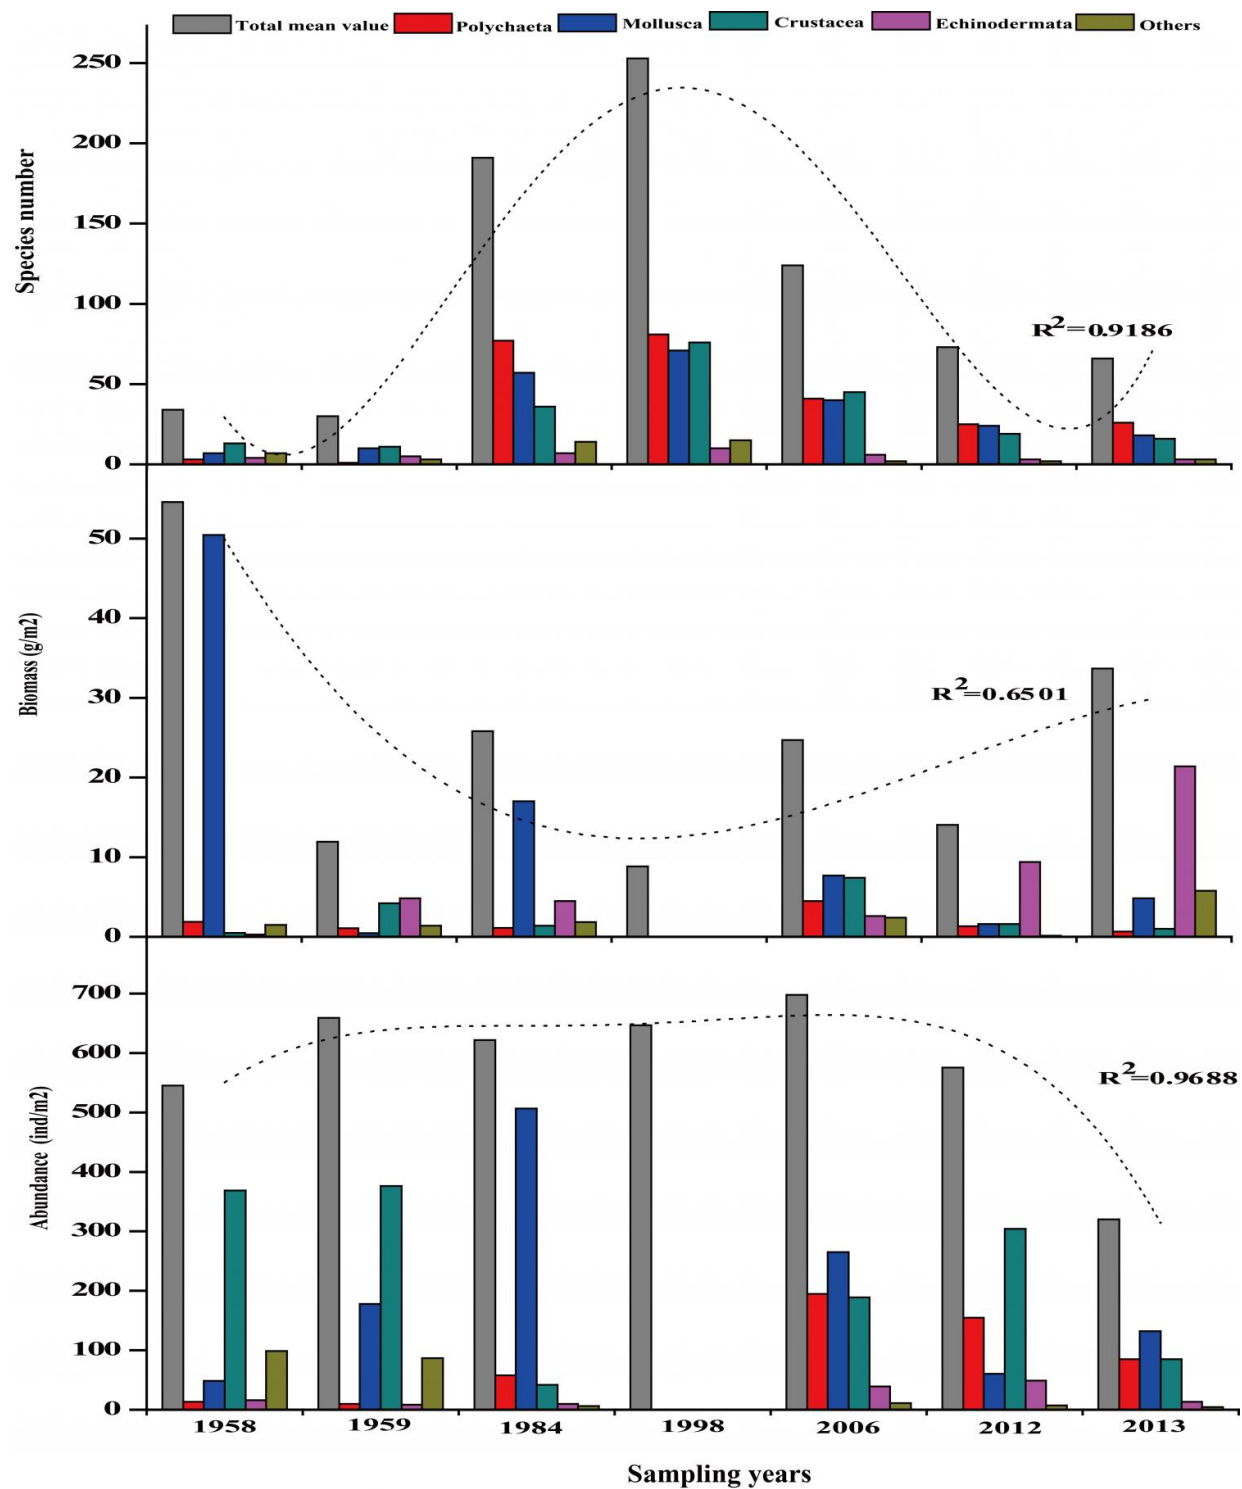 Total mean value Polychaeta Mollusca Crustacea Echinodermata Others
Species number
250
200
150
100
50
0
R2=0.9186
Biomass (g/m2)
50
40
30
20
10
0
R2=0.6501
Abundance (ind/m2)
700
600
500
400
300
200
100
0
R2=0.9688
1958 1959 1984 1998 2006 2012 2013
Sampling years